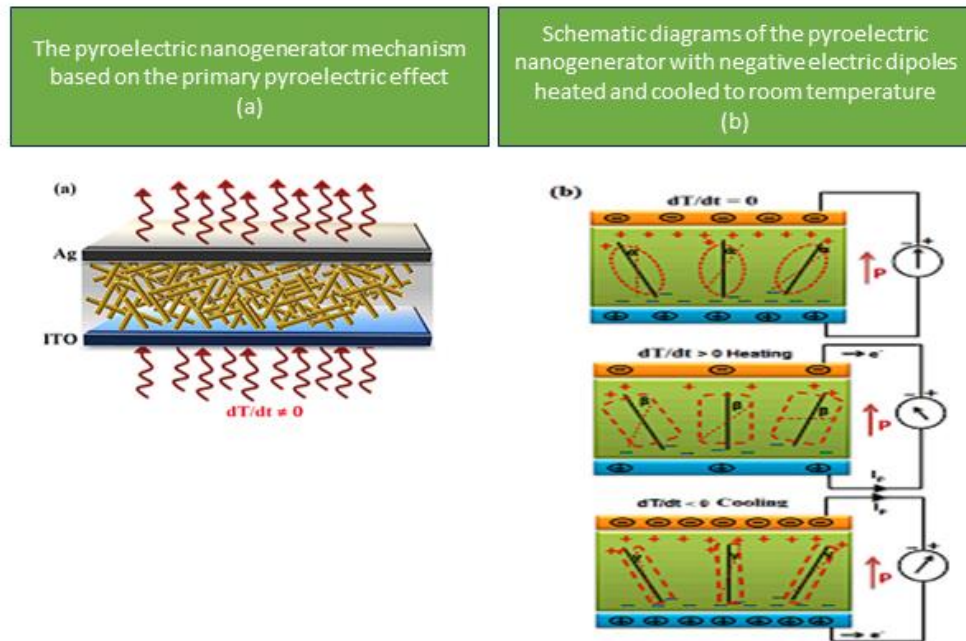 The pyroelectric nanogenerator mechanism
based on the primary pyroelectric effect
(a)
Schematic diagrams of the pyroelectric
nanogenerator with negative electric dipoles
heated and cooled to room temperature
(b)
(a)
Ag
ITO
dT/dt ≠ 0
(b)
dT/dt = 0
P
- +
dT/dt > 0 Heating
e⁻
β β β
P
- +
I_P
I_P
dT/dt < 0 Cooling
P
- +
e⁻